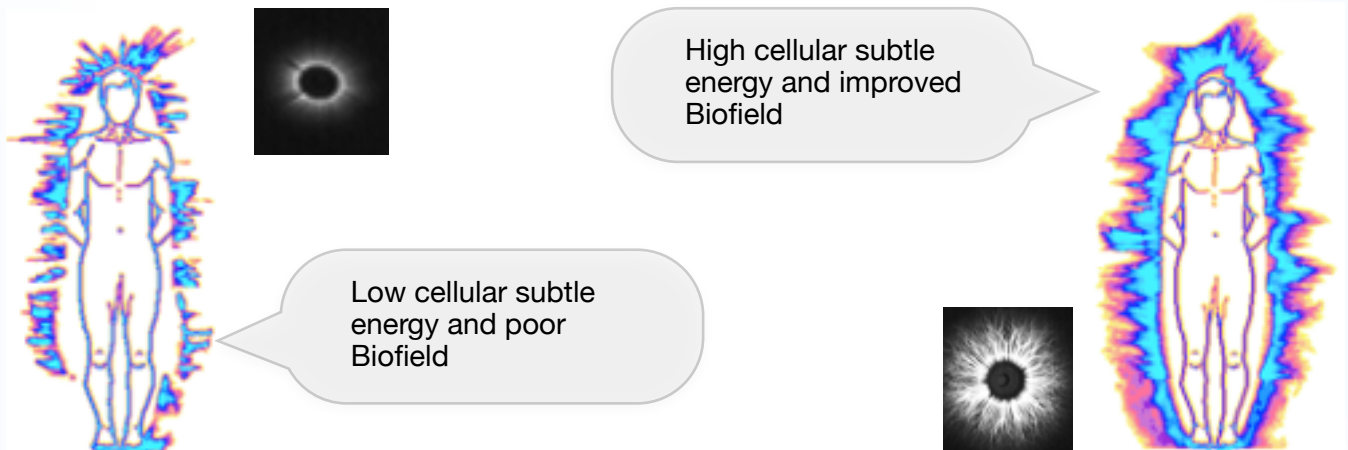 High cellular subtle
energy and improved
Biofield
Low cellular subtle
energy and poor
Biofield